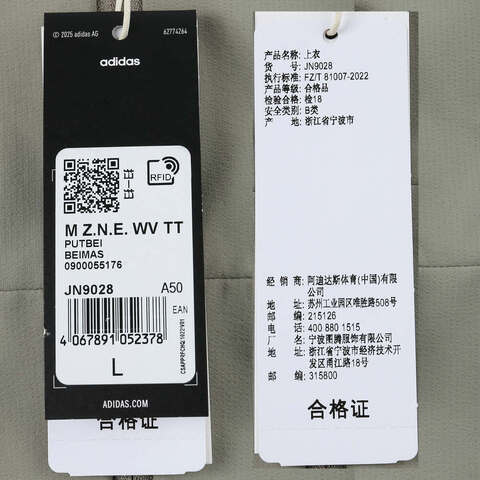 © 2025 adidas AG
62774264
adidas
RFID
M Z.N.E. WV TT
PUTBEI
BEIMAS
0900055176
JN9028 A50
EAN
4 067891 052378
L
ADIDAS.COM
合格证
产品名称: 上衣
货 号: JN9028
执行标准: FZ/T 81007-2022
产品等级: 合格品
检验合格: 检18
安全类别: B类
产 地: 浙江省宁波市
经 销 商: 阿迪达斯体育(中国)有限
公司
地 址: 苏州工业园区唯胜路508号
邮 编: 215126
电 话: 400 880 1515
厂 名: 宁波图腾服饰有限公司
地 址: 浙江省宁波市经济技术开
发区甬江路18号
邮 编: 315800
合格证